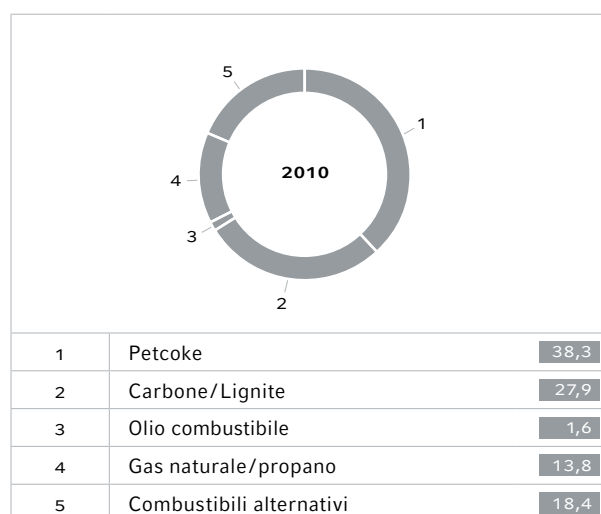 5
1
2010
4
3
2
1 Petcoke 38,3
2 Carbone/Lignite 27,9
3 Olio combustibile 1,6
4 Gas naturale/propano 13,8
5 Combustibili alternativi 18,4